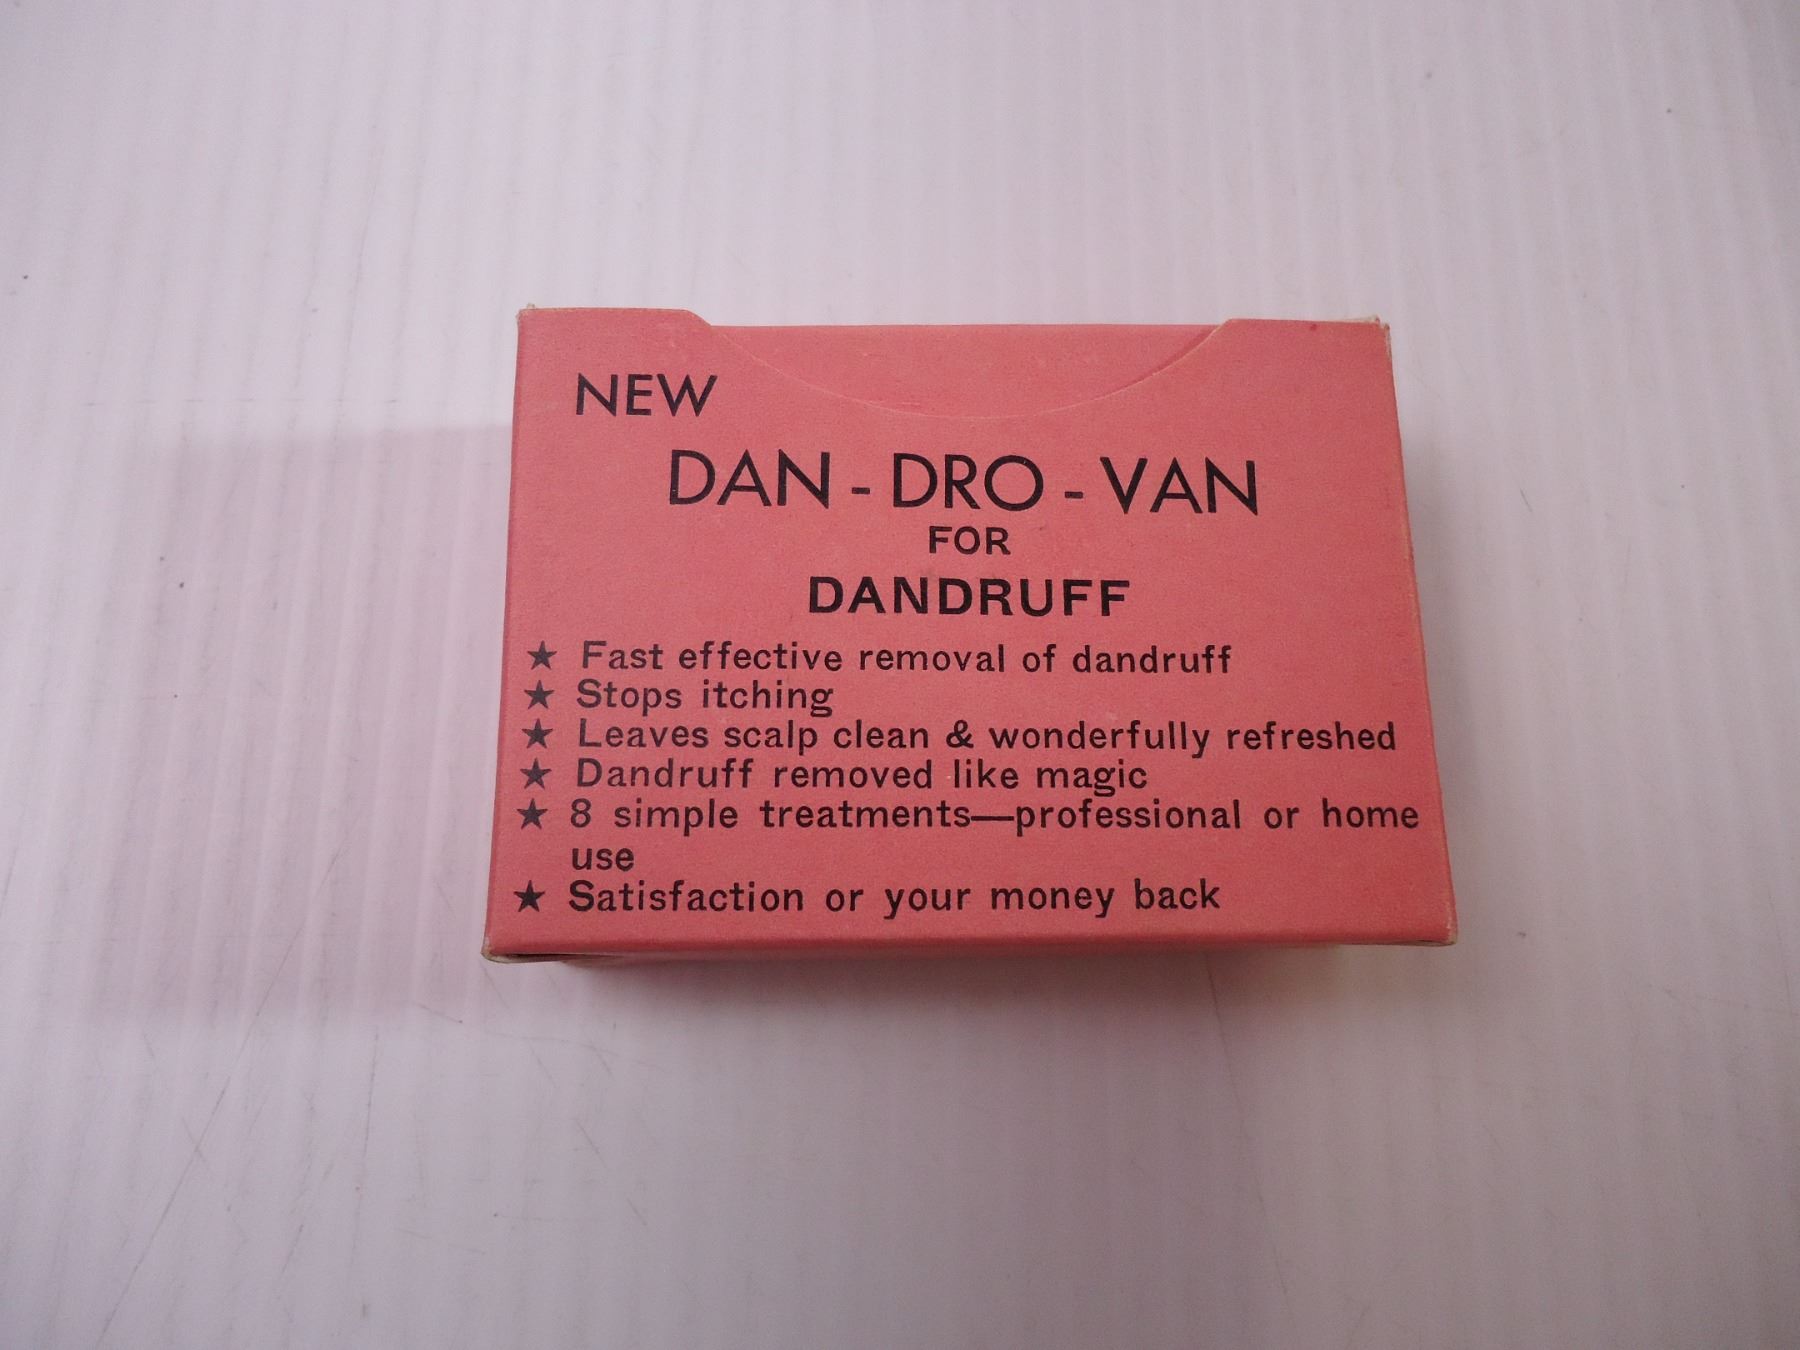 NEW
DAN - DRO - VAN
FOR
DANDRUFF
★ Fast effective removal of dandruff
★ Stops itching
★ Leaves scalp clean & wonderfully refreshed
★ Dandruff removed like magic
★ 8 simple treatments—professional or home
use
★ Satisfaction or your money back